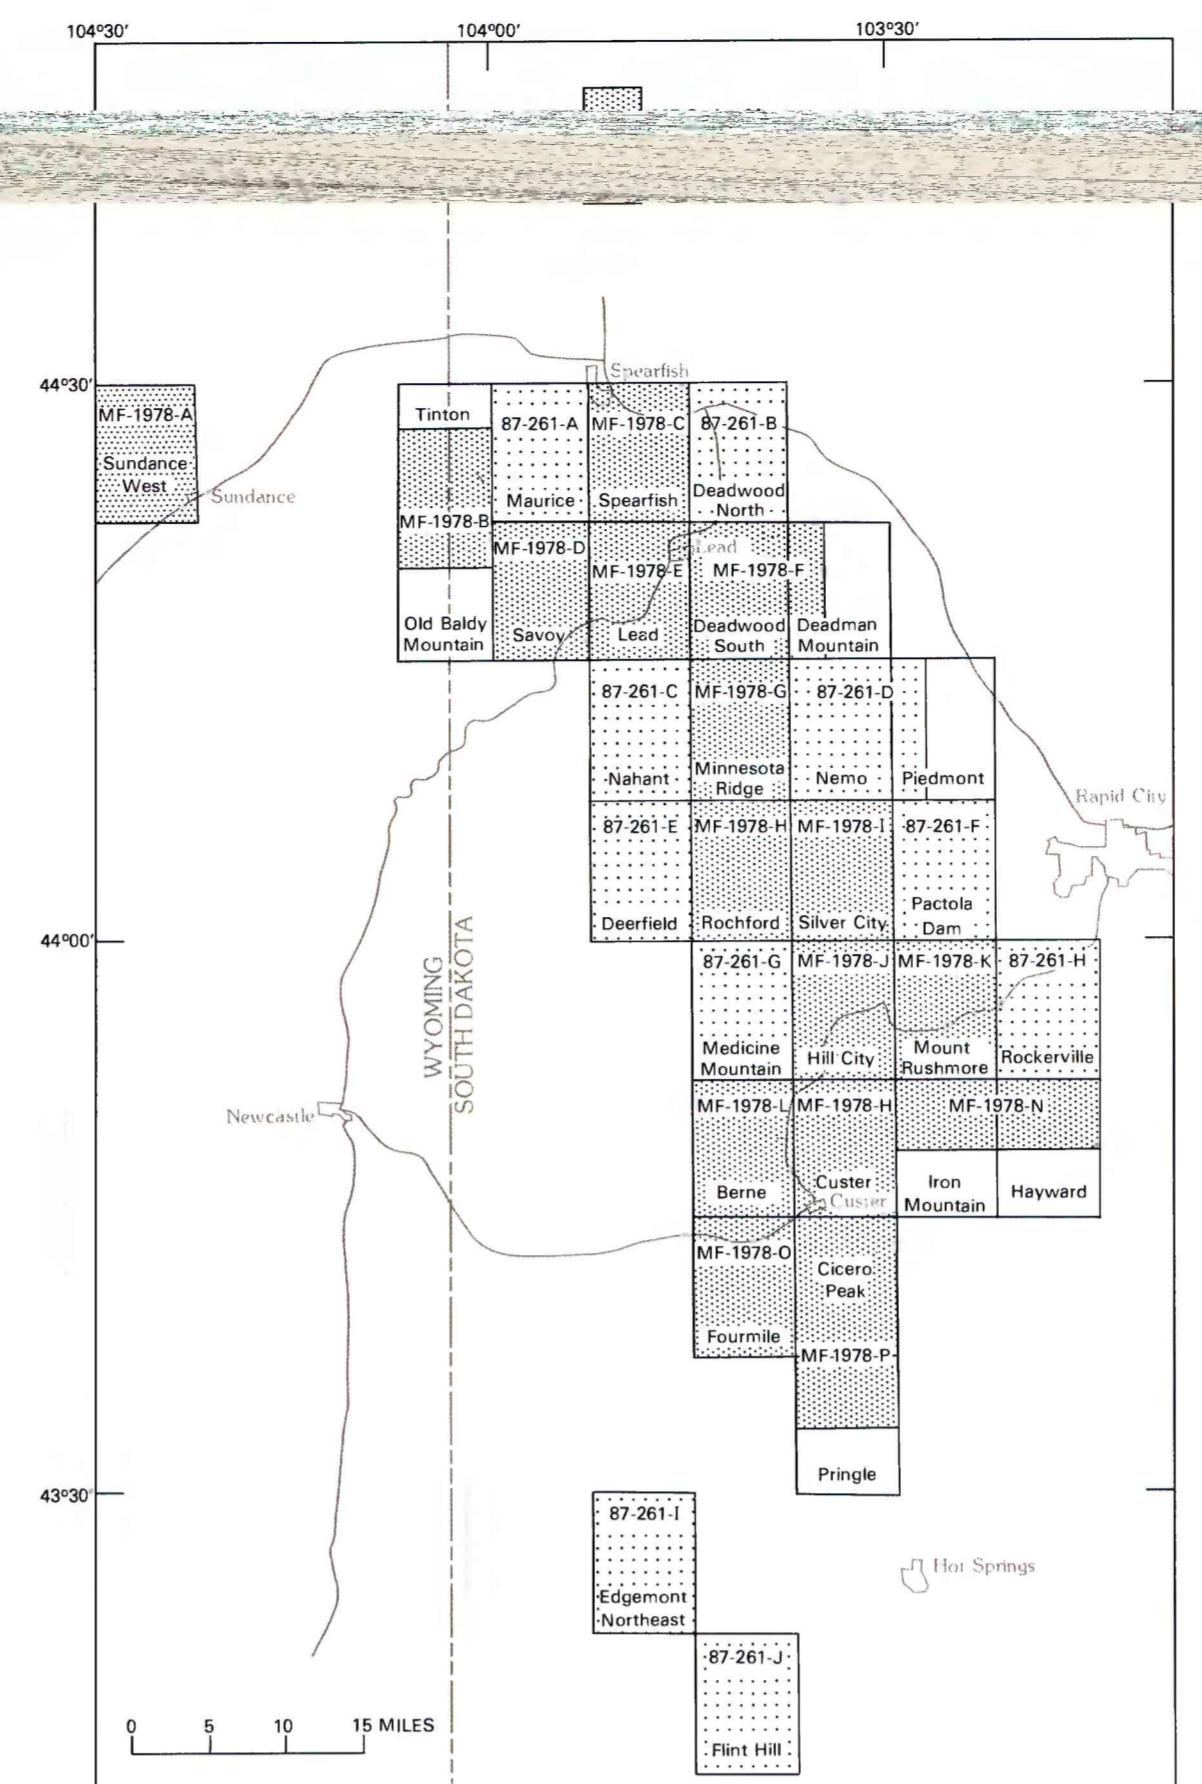 104°30′
104°00′
103°30′
Spearfish
44°30′
MF-1978-A
Sundance
West
Sundance
Tinton
MF-1978-B
Old Baldy
Mountain
87-261-A
Maurice
MF-1978-C
Spearfish
87-261-B
Deadwood
North
MF-1978-D
Savoy
MF-1978-E
Lead
Lead
MF-1978-F
Deadwood
South
Deadman
Mountain
87-261-C
Nahant
MF-1978-G
Minnesota
Ridge
87-261-D
Nemo
Piedmont
Rapid City
87-261-E
Deerfield
MF-1978-H
Rochford
MF-1978-I
Silver City
87-261-F
Pactola
Dam
44°00′
WYOMING
SOUTH DAKOTA
87-261-G
Medicine
Mountain
MF-1978-J
Hill City
MF-1978-K
Mount
Rushmore
87-261-H
Rockerville
Newcastle
MF-1978-L
Berne
MF-1978-H
Custer
Custer
MF-1978-N
Iron
Mountain
Hayward
MF-1978-O
Fourmile
Cicero
Peak
MF-1978-P
Pringle
43°30′
87-261-I
Edgemont
Northeast
Hot Springs
87-261-J
Flint Hill
0 5 10 15 MILES